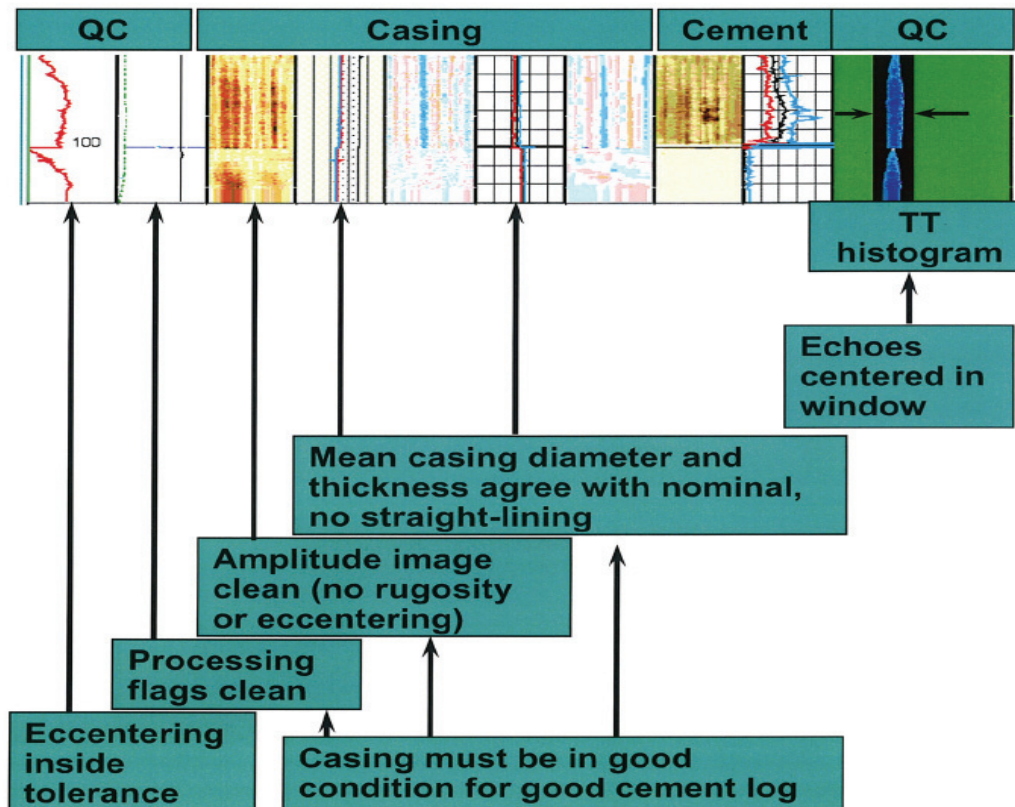 QC
Casing
Cement
QC
100
TT
histogram
Echoes
centered in
window
Mean casing diameter and
thickness agree with nominal,
no straight-lining
Amplitude image
clean (no rugosity
or eccentering)
Processing
flags clean
Eccentering
inside
tolerance
Casing must be in good
condition for good cement log